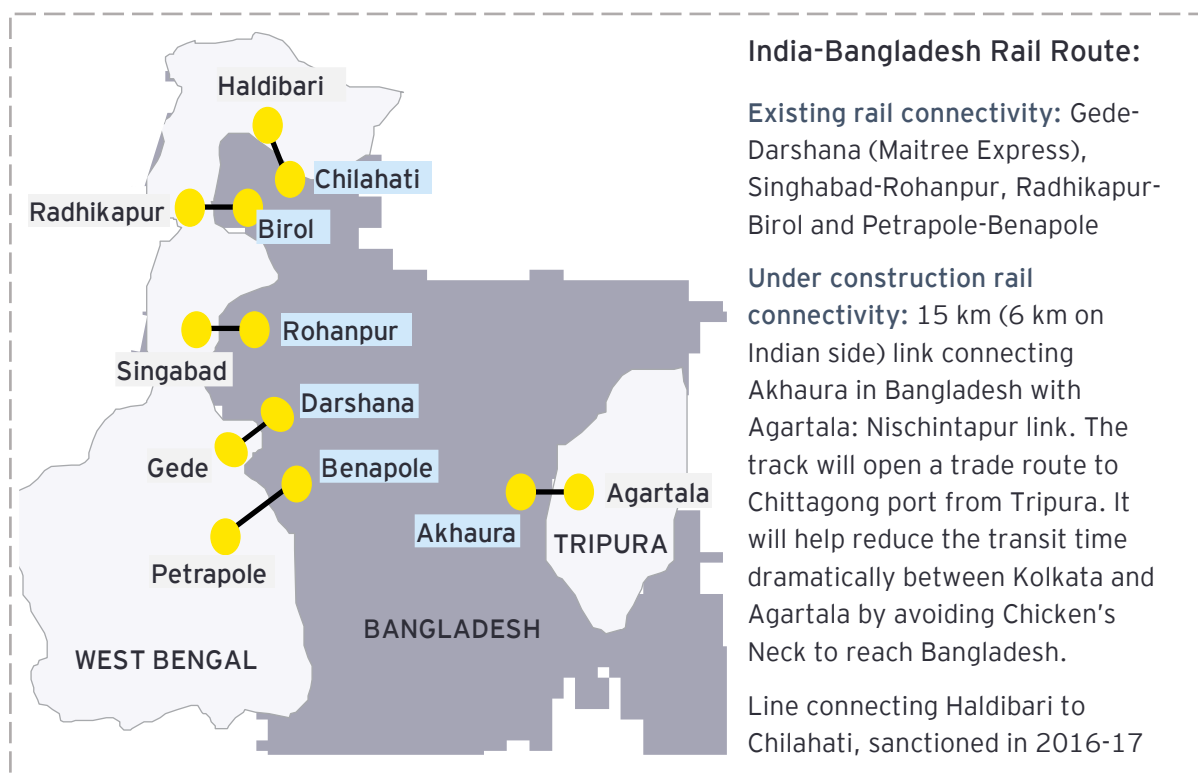 Haldibari
Chilahati
Radhikapur
Birol
Rohanpur
Singabad
Darshana
Gede
Benapole
Petrapole
Akhaura
Agartala
TRIPURA
BANGLADESH
WEST BENGAL
India-Bangladesh Rail Route:
Existing rail connectivity: Gede-
Darshana (Maitree Express),
Singhabad-Rohanpur, Radhikapur-
Birol and Petrapole-Benapole
Under construction rail
connectivity: 15 km (6 km on
Indian side) link connecting
Akhaura in Bangladesh with
Agartala: Nischintapur link. The
track will open a trade route to
Chittagong port from Tripura. It
will help reduce the transit time
dramatically between Kolkata and
Agartala by avoiding Chicken's
Neck to reach Bangladesh.
Line connecting Haldibari to
Chilahati, sanctioned in 2016-17